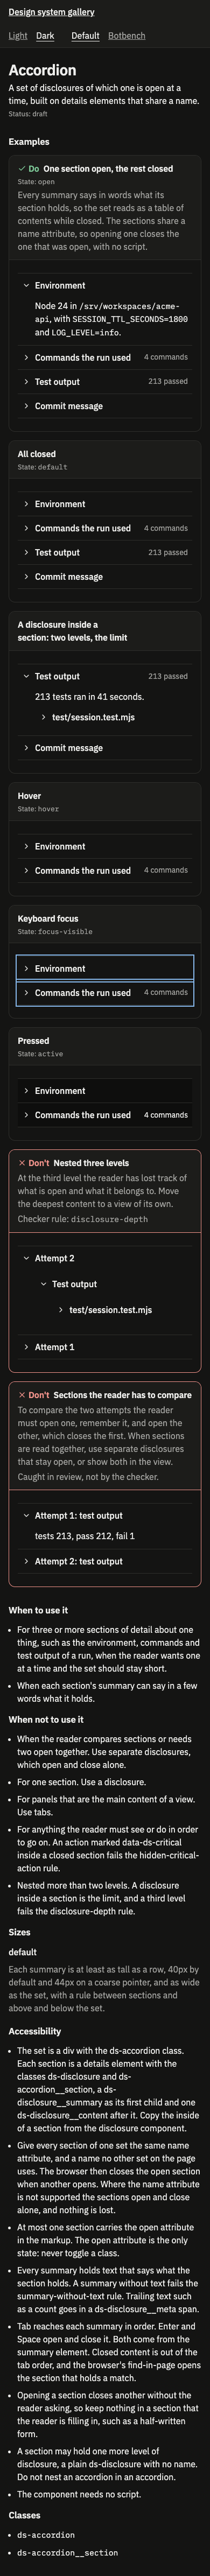 Design system gallery
Light Dark Default Botbench
Accordion
A set of disclosures of which one is open at a
time, built on details elements that share a name.
Status: draft
Examples
Do One section open, the rest closed
State: open
Every summary says in words what its
section holds, so the set reads as a table of
contents while closed. The sections share a
name attribute, so opening one closes the
one that was open, with no script.
Environment
Node 24 in /srv/workspaces/acme-
api, with SESSION_TTL_SECONDS=1800
and LOG_LEVEL=info.
Commands the run used 4 commands
Test output 213 passed
Commit message
All closed
State: default
Environment
Commands the run used 4 commands
Test output 213 passed
Commit message
A disclosure inside a
section: two levels, the limit
Test output 213 passed
213 tests ran in 41 seconds.
test/session.test.mjs
Commit message
Hover
State: hover
Environment
Commands the run used 4 commands
Keyboard focus
State: focus-visible
Environment
Commands the run used 4 commands
Pressed
State: active
Environment
Commands the run used 4 commands
Don't Nested three levels
At the third level the reader has lost track of
what is open and what it belongs to. Move
the deepest content to a view of its own.
Checker rule: disclosure-depth
Attempt 2
Test output
test/session.test.mjs
Attempt 1
Don't Sections the reader has to compare
To compare the two attempts the reader
must open one, remember it, and open the
other, which closes the first. When sections
are read together, use separate disclosures
that stay open, or show both in the view.
Caught in review, not by the checker.
Attempt 1: test output
tests 213, pass 212, fail 1
Attempt 2: test output
When to use it
For three or more sections of detail about one
thing, such as the environment, commands and
test output of a run, when the reader wants one
at a time and the set should stay short.
When each section's summary can say in a few
words what it holds.
When not to use it
When the reader compares sections or needs
two open together. Use separate disclosures,
which open and close alone.
For one section. Use a disclosure.
For panels that are the main content of a view.
Use tabs.
For anything the reader must see or do in order
to go on. An action marked data-ds-critical
inside a closed section fails the hidden-critical-
action rule.
Nested more than two levels. A disclosure
inside a section is the limit, and a third level
fails the disclosure-depth rule.
Sizes
default
Each summary is at least as tall as a row, 40px by
default and 44px on a coarse pointer, and as wide
as the set, with a rule between sections and
above and below the set.
Accessibility
The set is a div with the ds-accordion class.
Each section is a details element with the
classes ds-disclosure and ds-
accordion__section, a ds-
disclosure__summary as its first child and one
ds-disclosure__content after it. Copy the inside
of a section from the disclosure component.
Give every section of one set the same name
attribute, and a name no other set on the page
uses. The browser then closes the open section
when another opens. Where the name attribute
is not supported the sections open and close
alone, and nothing is lost.
At most one section carries the open attribute
in the markup. The open attribute is the only
state: never toggle a class.
Every summary holds text that says what the
section holds. A summary without text fails the
summary-without-text rule. Trailing text such
as a count goes in a ds-disclosure__meta span.
Tab reaches each summary in order. Enter and
Space open and close it. Both come from the
summary element. Closed content is out of the
tab order, and the browser's find-in-page opens
the section that holds a match.
Opening a section closes another without the
reader asking, so keep nothing in a section that
the reader is filling in, such as a half-written
form.
A section may hold one more level of
disclosure, a plain ds-disclosure with no name.
Do not nest an accordion in an accordion.
The component needs no script.
Classes
ds-accordion
ds-accordion__section